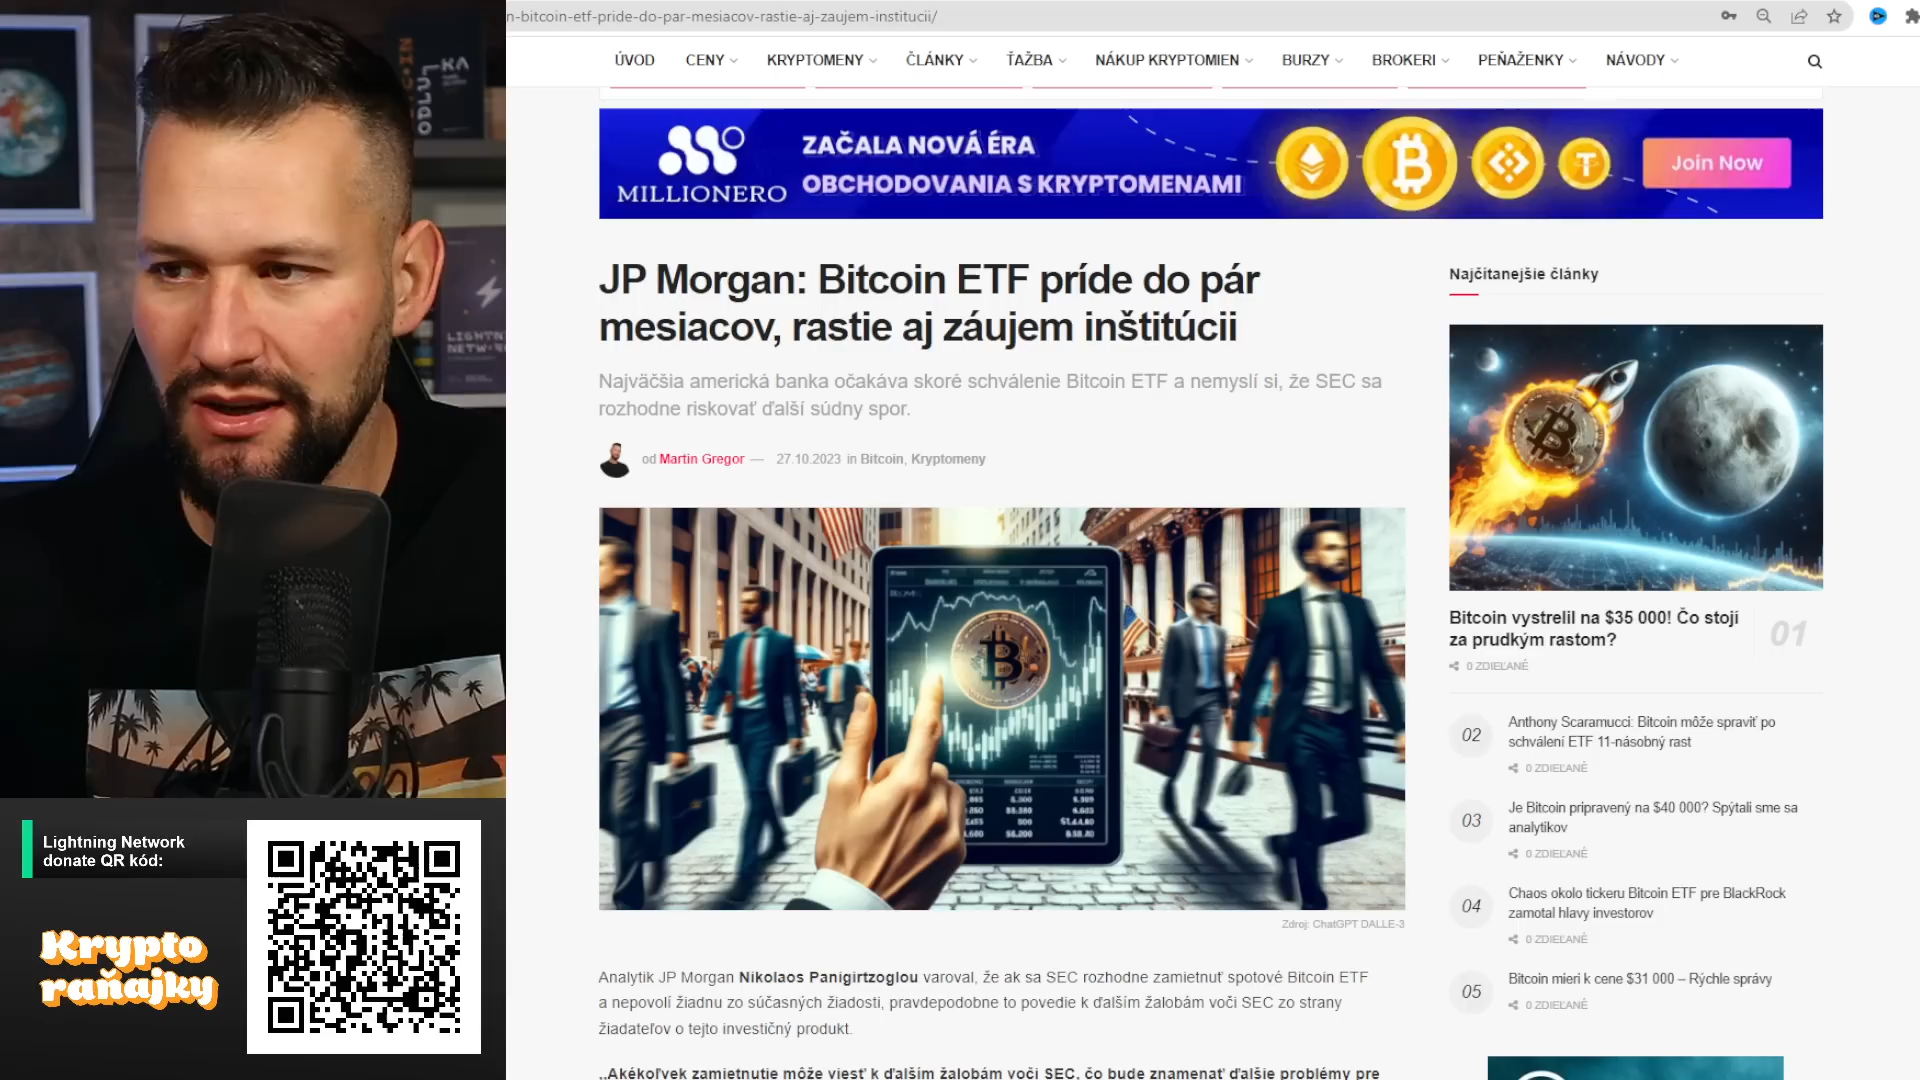 n-bitcoin-etf-pride-do-par-mesiacov-rastie-aj-zaujem-institucii/
ÚVOD CENY KRYPTOMENY ČLÁNKY ŤAŽBA NÁKUP KRYPTOMIEN BURZY BROKERI PEŇAŽENKY NÁVODY
MILLIONERO
ZAČALA NOVÁ ÉRA
OBCHODOVANIA S KRYPTOMENAMI
Join Now
JP Morgan: Bitcoin ETF príde do pár
mesiacov, rastie aj záujem inštitúcii
Najväčšia americká banka očakáva skoré schválenie Bitcoin ETF a nemyslí si, že SEC sa
rozhodne riskovať ďalší súdny spor.
od Martin Gregor — 27.10.2023 in Bitcoin, Kryptomeny
Zdroj: ChatGPT DALLE-3
Analytik JP Morgan Nikolaos Panigirtzoglou varoval, že ak sa SEC rozhodne zamietnuť spotové Bitcoin ETF
a nepovolí žiadnu zo súčasných žiadosti, pravdepodobne to povedie k ďalším žalobám voči SEC zo strany
žiadateľov o tejto investičný produkt.
„Akékoľvek zamietnutie môže viesť k ďalším žalobám voči SEC, čo bude znamenať ďalšie problémy pre
Najčítanejšie články
Bitcoin vystrelil na $35 000! Čo stojí
za prudkým rastom?
01
0 ZDIEĽANÉ
02
Anthony Scaramucci: Bitcoin môže spraviť po
schválení ETF 11-násobný rast
0 ZDIEĽANÉ
03
Je Bitcoin pripravený na $40 000? Spýtali sme sa
analytikov
0 ZDIEĽANÉ
04
Chaos okolo tickeru Bitcoin ETF pre BlackRock
zamotal hlavy investorov
0 ZDIEĽANÉ
05
Bitcoin mieri k cene $31 000 – Rýchle správy
0 ZDIEĽANÉ
LIGHTNI
NETW
Lightning Network
donate QR kód:
Krypto
raňajky